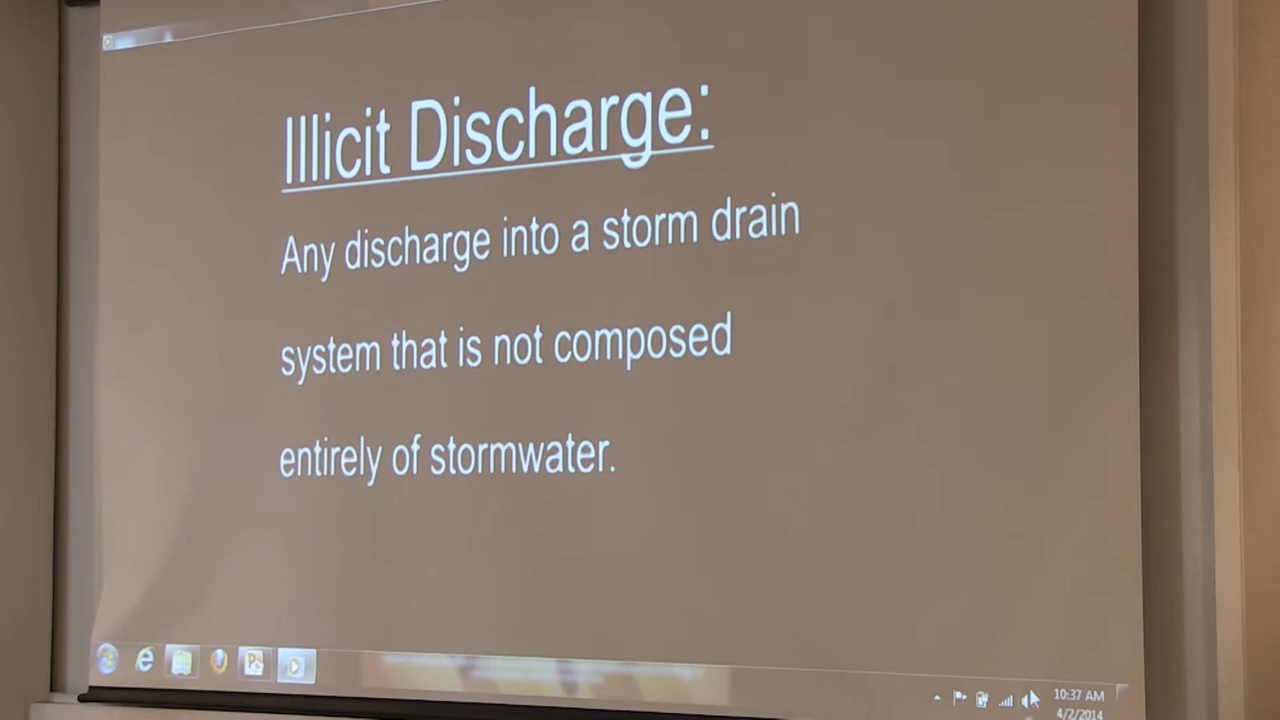 Illicit Discharge:
Any discharge into a storm drain
system that is not composed
entirely of stormwater.
10:37 AM
4/2/2014